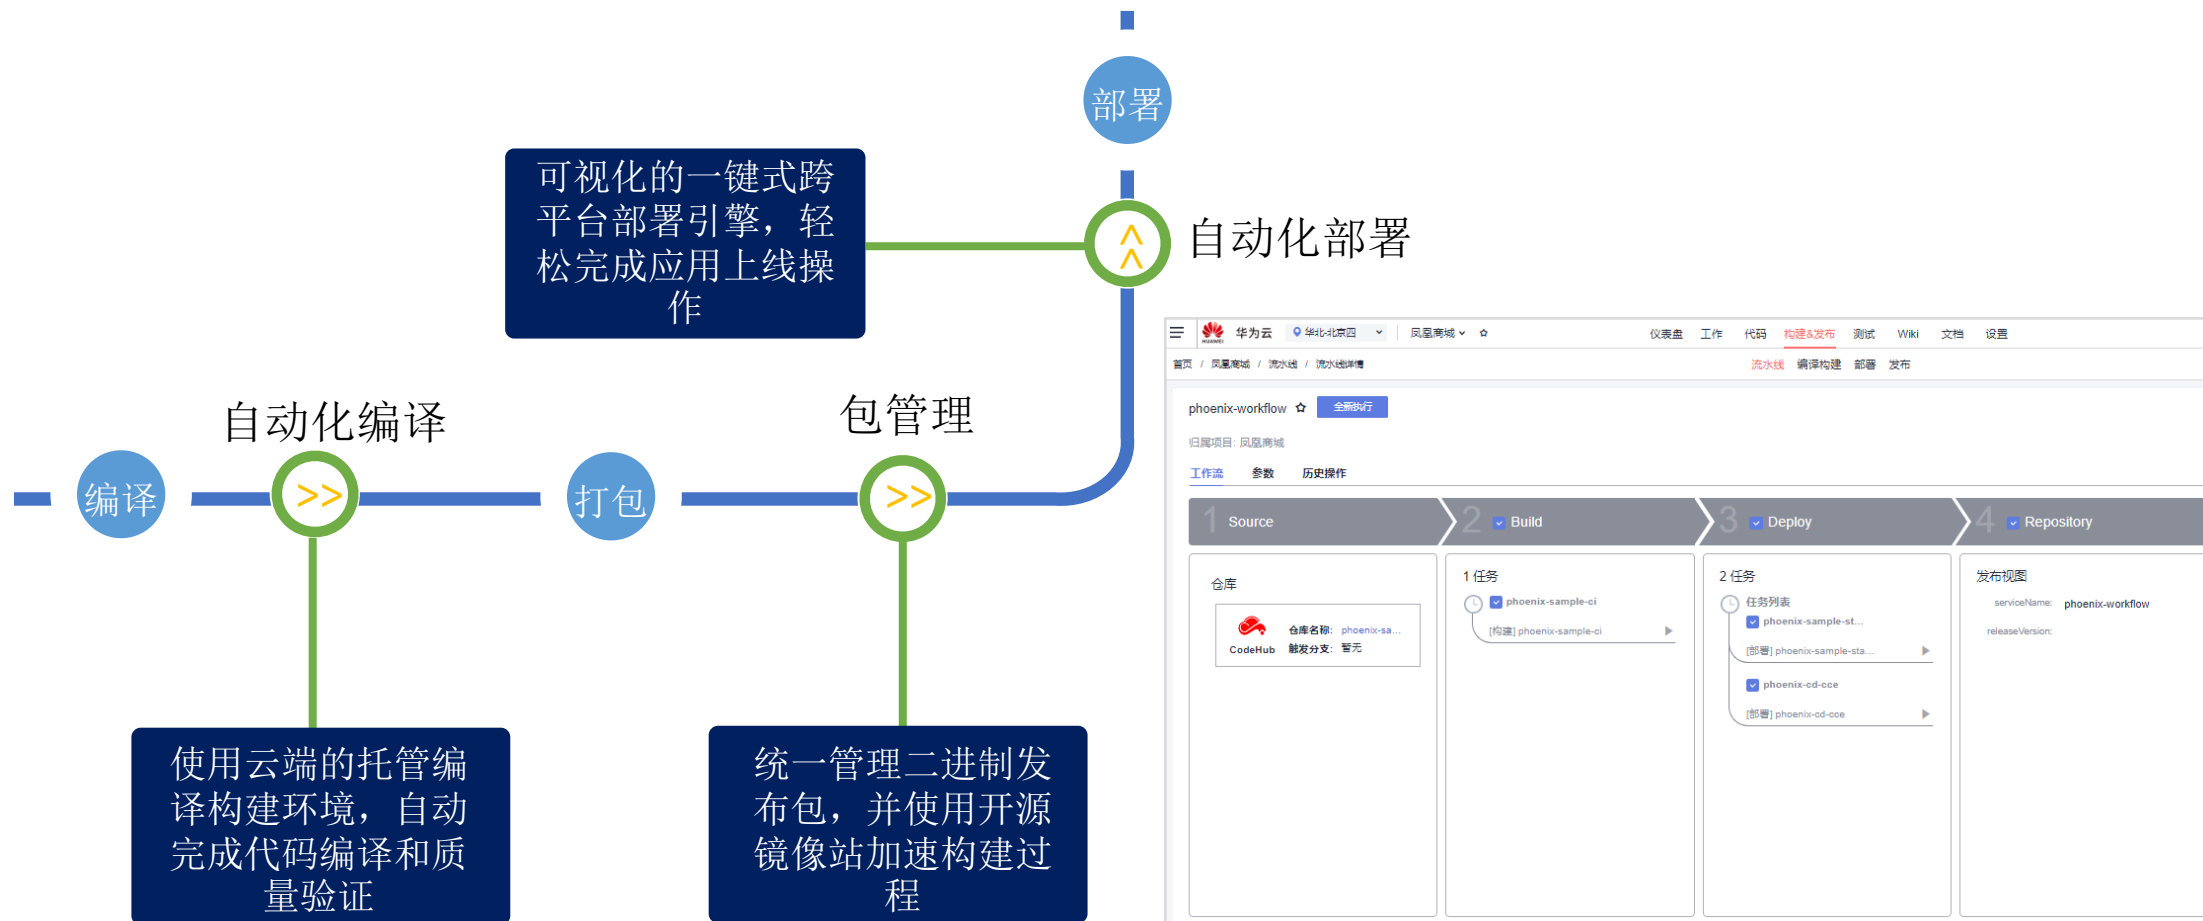 部署
可视化的一键式跨
平台部署引擎，轻
松完成应用上线操
作
自动化部署
自动化编译
包管理
编译
>>
打包
>>
使用云端的托管编
译构建环境，自动
完成代码编译和质
量验证
统一管理二进制发
布包，并使用开源
镜像站加速构建过
程
HUAWEI 华为云 华北-北京四 凤凰商城 仪表盘 工作 代码 构建&发布 测试 Wiki 文档 设置
首页 / 凤凰商城 / 流水线 / 流水线详情 流水线 编译构建 部署 发布
phoenix-workflow 全新执行
归属项目: 凤凰商城
工作流 参数 历史操作
1 Source 2 Build 3 Deploy 4 Repository
仓库
CodeHub
仓库名称: phoenix-sa...
触发分支: 暂无
1 任务
phoenix-sample-ci
[构建] phoenix-sample-ci
2 任务
任务列表
phoenix-sample-st...
[部署] phoenix-sample-sta...
phoenix-cd-cce
[部署] phoenix-cd-cce
发布视图
serviceName: phoenix-workflow
releaseVersion: